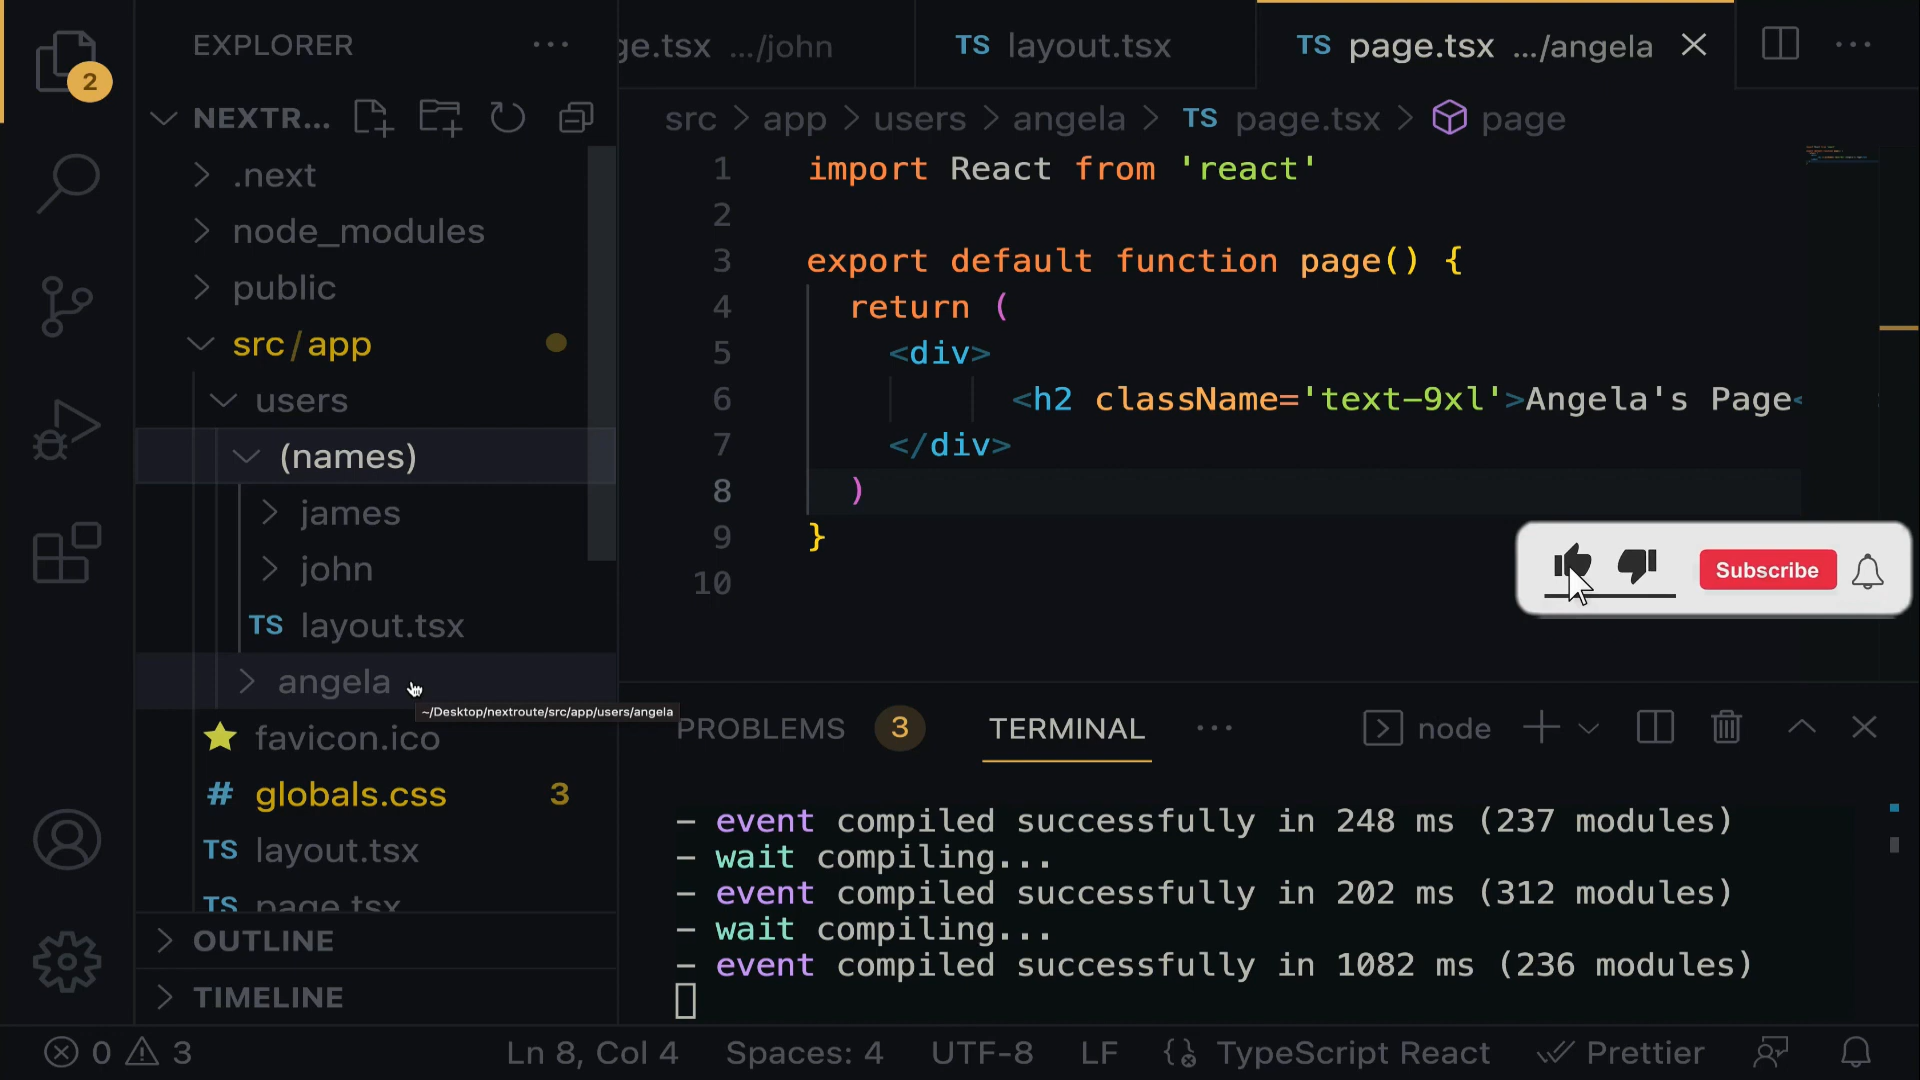 EXPLORER
2
NEXTR...
.next
node_modules
public
src/app
users
(names)
james
john
TS layout.tsx
angela
~/Desktop/nextroute/src/app/users/angela
favicon.ico
# globals.css 3
TS layout.tsx
TS page.tsx
OUTLINE
TIMELINE
ge.tsx .../john
TS layout.tsx
TS page.tsx .../angela
src > app > users > angela > TS page.tsx > page
1 import React from 'react'
2
3 export default function page() {
4 return (
5 <div>
6 <h2 className='text-9xl'>Angela's Page<
7 </div>
8 )
9 }
10
Subscribe
PROBLEMS 3 TERMINAL ... node
- event compiled successfully in 248 ms (237 modules)
- wait compiling...
- event compiled successfully in 202 ms (312 modules)
- wait compiling...
- event compiled successfully in 1082 ms (236 modules)
0 3 Ln 8, Col 4 Spaces: 4 UTF-8 LF TypeScript React Prettier